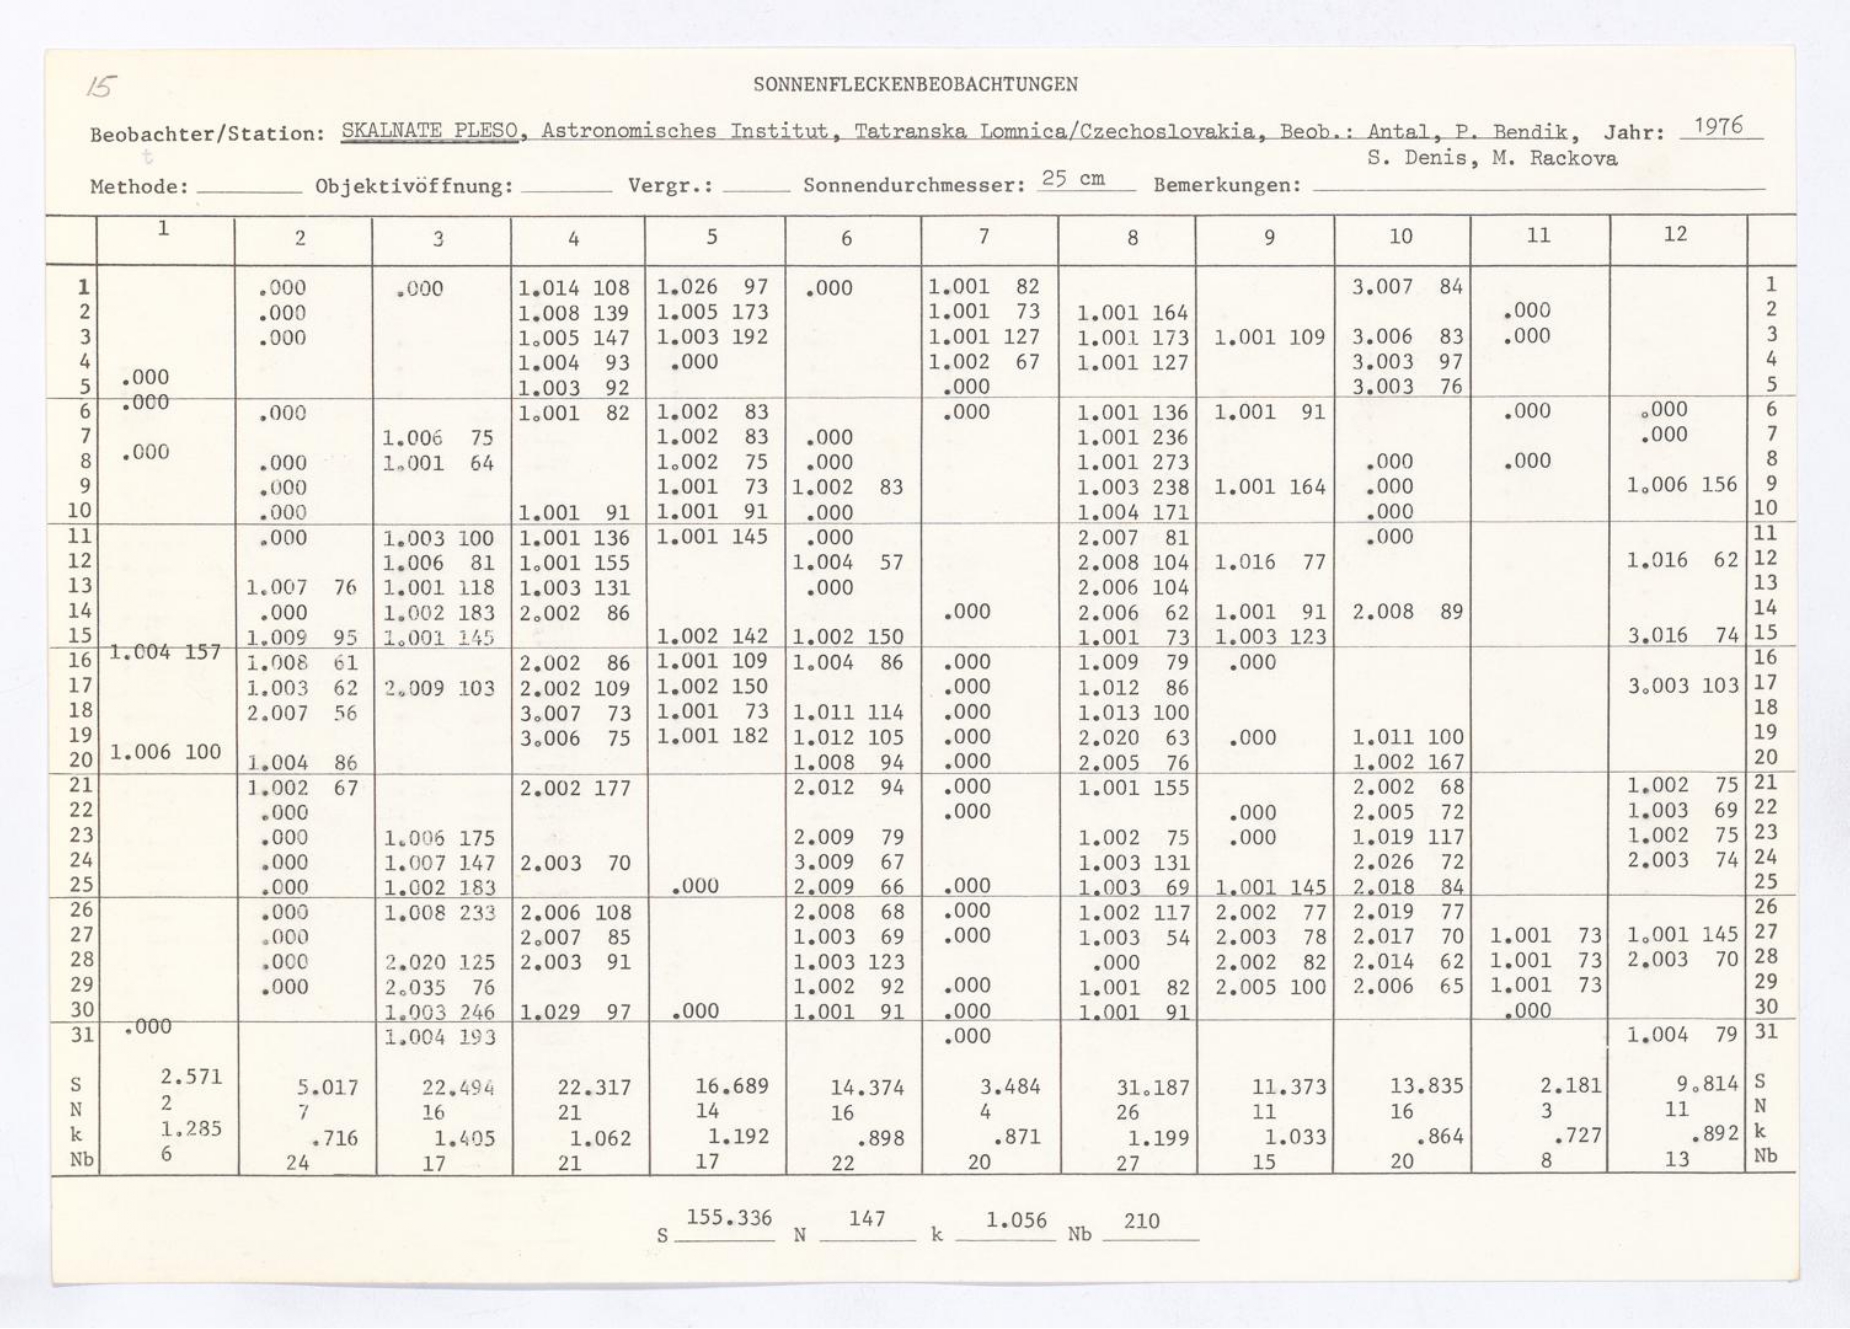 15
SONNENFLECKENBEOBACHTUNGEN
Beobachter/Station: SKALNATE PLESO, Astronomisches Institut, Tatranska Lomnica/Czechoslovakia, Beob.: Antal, P. Bendik, Jahr: 1976
t S. Denis, M. Rackova
Methode: Objektivöffnung: Vergr.: Sonnendurchmesser: 25 cm Bemerkungen:
1 2 3 4 5 6 7 8 9 10 11 12
1 .000 .000 1.014 108 1.026 97 .000 1.001 82 3.007 84 1
2 .000 1.008 139 1.005 173 1.001 73 1.001 164 .000 2
3 .000 1.005 147 1.003 192 1.001 127 1.001 173 1.001 109 3.006 83 .000 3
4 .000 1.004 93 .000 1.002 67 1.001 127 3.003 97 4
5 .000 1.003 92 .000 3.003 76 5
6 .000 1.001 82 1.002 83 .000 1.001 136 1.001 91 .000 .000 6
7 .000 1.006 75 1.002 83 .000 1.001 236 .000 7
8 .000 1.001 64 1.002 75 .000 1.001 273 .000 .000 8
9 .000 1.001 73 1.002 83 1.003 238 1.001 164 .000 1.006 156 9
10 .000 1.001 91 1.001 91 .000 1.004 171 .000 10
11 .000 1.003 100 1.001 136 1.001 145 .000 2.007 81 .000 11
12 1.006 81 1.001 155 1.004 57 2.008 104 1.016 77 1.016 62 12
13 1.007 76 1.001 118 1.003 131 .000 2.006 104 13
14 .000 1.002 183 2.002 86 .000 2.006 62 1.001 91 2.008 89 14
15 1.004 157 1.009 95 1.001 145 1.002 142 1.002 150 1.001 73 1.003 123 3.016 74 15
16 1.008 61 2.002 86 1.001 109 1.004 86 .000 1.009 79 .000 16
17 1.003 62 2.009 103 2.002 109 1.002 150 .000 1.012 86 3.003 103 17
18 2.007 56 3.007 73 1.001 73 1.011 114 .000 1.013 100 18
19 1.006 100 3.006 75 1.001 182 1.012 105 .000 2.020 63 .000 1.011 100 19
20 1.004 86 1.008 94 .000 2.005 76 1.002 167 20
21 1.002 67 2.002 177 2.012 94 .000 1.001 155 2.002 68 1.002 75 21
22 .000 .000 .000 2.005 72 1.003 69 22
23 .000 1.006 175 2.009 79 1.002 75 .000 1.019 117 1.002 75 23
24 .000 1.007 147 2.003 70 3.009 67 1.003 131 2.026 72 2.003 74 24
25 .000 1.002 183 .000 2.009 66 .000 1.003 69 1.001 145 2.018 84 25
26 .000 1.008 233 2.006 108 2.008 68 .000 1.002 117 2.002 77 2.019 77 26
27 .000 2.007 85 1.003 69 .000 1.003 54 2.003 78 2.017 70 1.001 73 1.001 145 27
28 .000 2.020 125 2.003 91 1.003 123 .000 2.002 82 2.014 62 1.001 73 2.003 70 28
29 .000 2.035 76 1.002 92 .000 1.001 82 2.005 100 2.006 65 1.001 73 29
30 .000 1.003 246 1.029 97 .000 1.001 91 .000 1.001 91 .000 30
31 1.004 193 .000 1.004 79 31
S 2.571 5.017 22.494 22.317 16.689 14.374 3.484 31.187 11.373 13.835 2.181 9.814 S
N 2 7 16 21 14 16 4 26 11 16 3 11 N
k 1.285 .716 1.405 1.062 1.192 .898 .871 1.199 1.033 .864 .727 .892 k
Nb 6 24 17 21 17 22 20 27 15 20 8 13 Nb
S 155.336 N 147 k 1.056 Nb 210